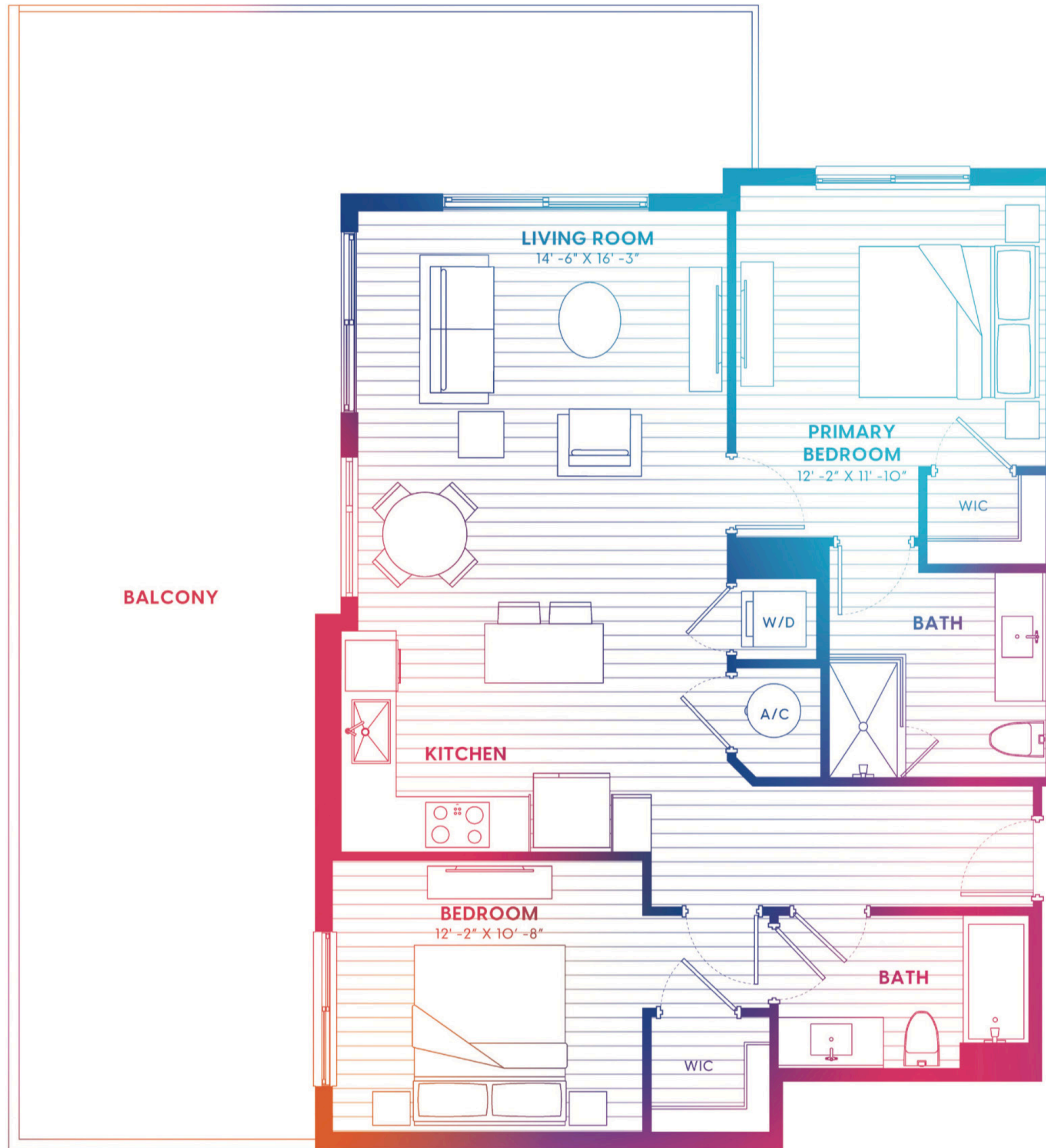 LIVING ROOM
14' -6" X 16' -3"
PRIMARY
BEDROOM
12' -2" X 11' -10"
WIC
BALCONY
W/D
BATH
A/C
KITCHEN
BEDROOM
12' -2" X 10' -8"
BATH
WIC